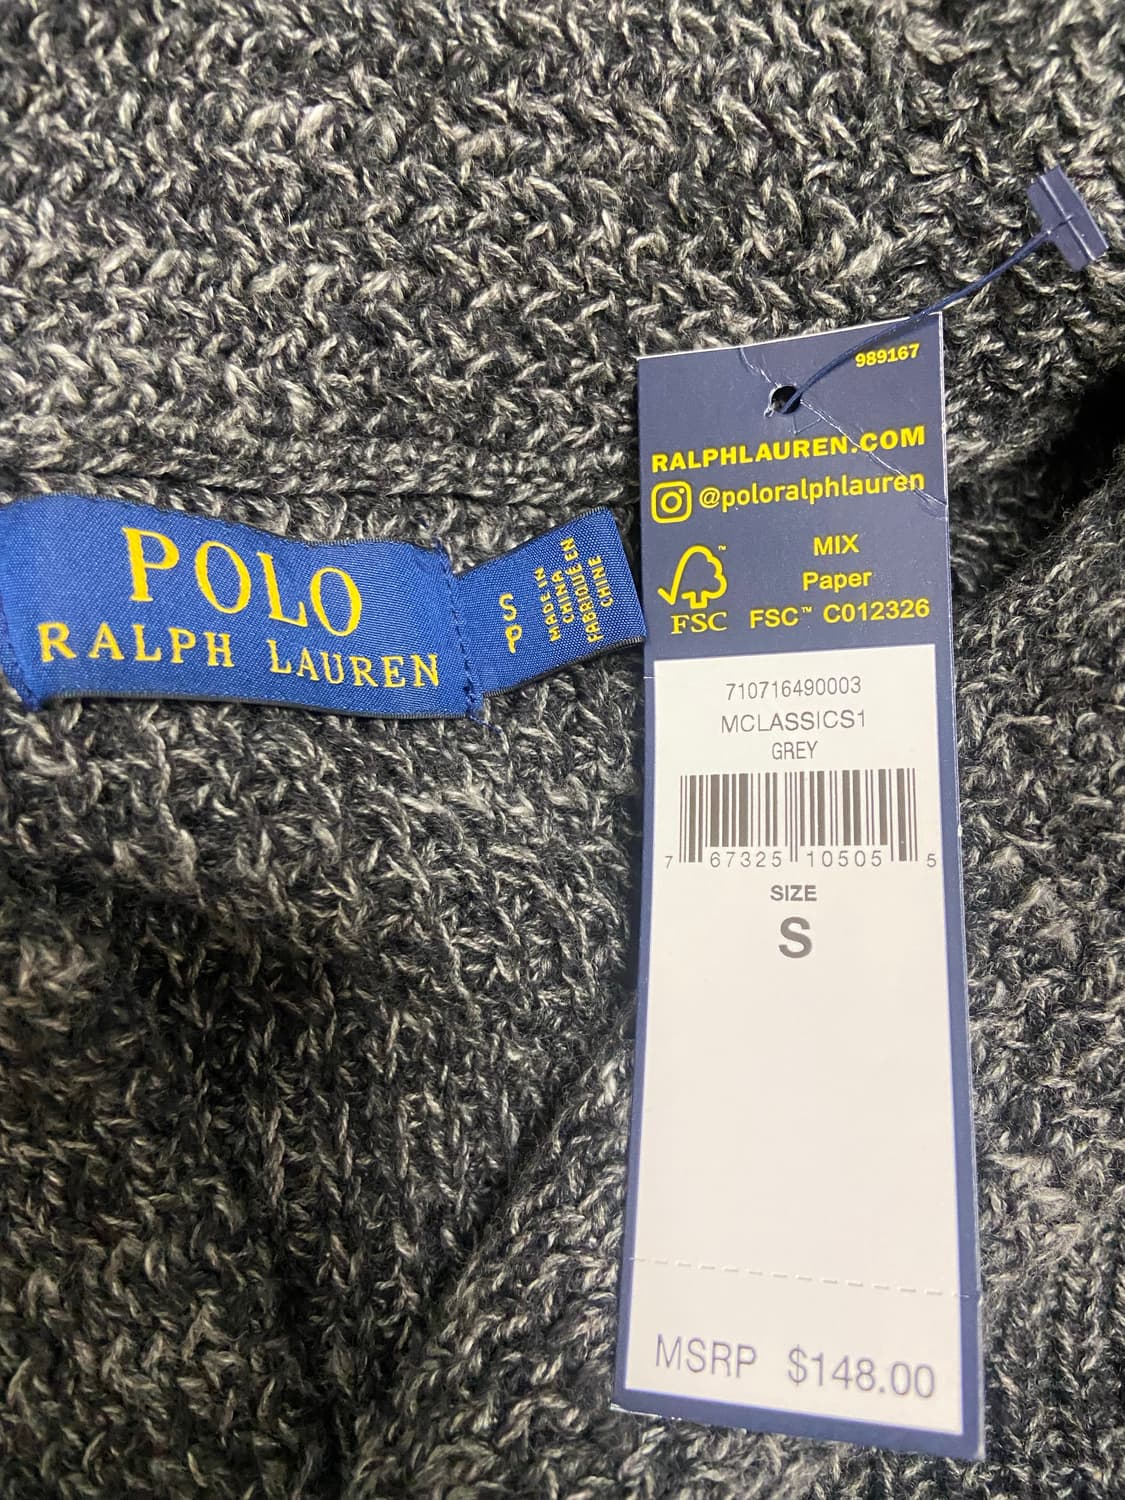 POLO
RALPH LAUREN
S
P
MADE IN
CHINA
FABRIQUÉ EN
CHINE
989167
RALPHLAUREN.COM
@poloralphlauren
MIX
Paper
FSC™ C012326
FSC
710716490003
MCLASSICS1
GREY
7 67325 10505 5
SIZE
S
MSRP $148.00